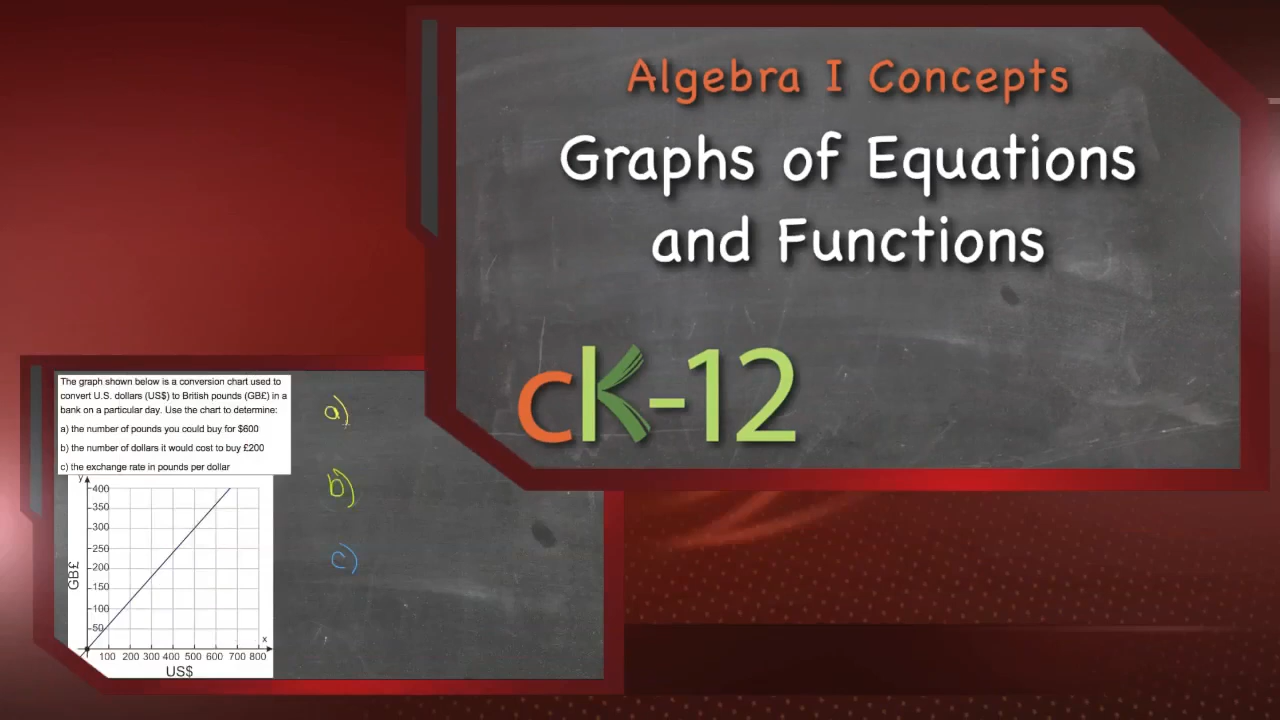 Algebra I Concepts
Graphs of Equations
and Functions
cK-12
The graph shown below is a conversion chart used to
convert U.S. dollars (US$) to British pounds (GB£) in a
bank on a particular day. Use the chart to determine:
a) the number of pounds you could buy for $600
b) the number of dollars it would cost to buy £200
c) the exchange rate in pounds per dollar
a)
b)
c)
y
400
350
300
250
200
150
100
50
GB£
x
100 200 300 400 500 600 700 800
US$